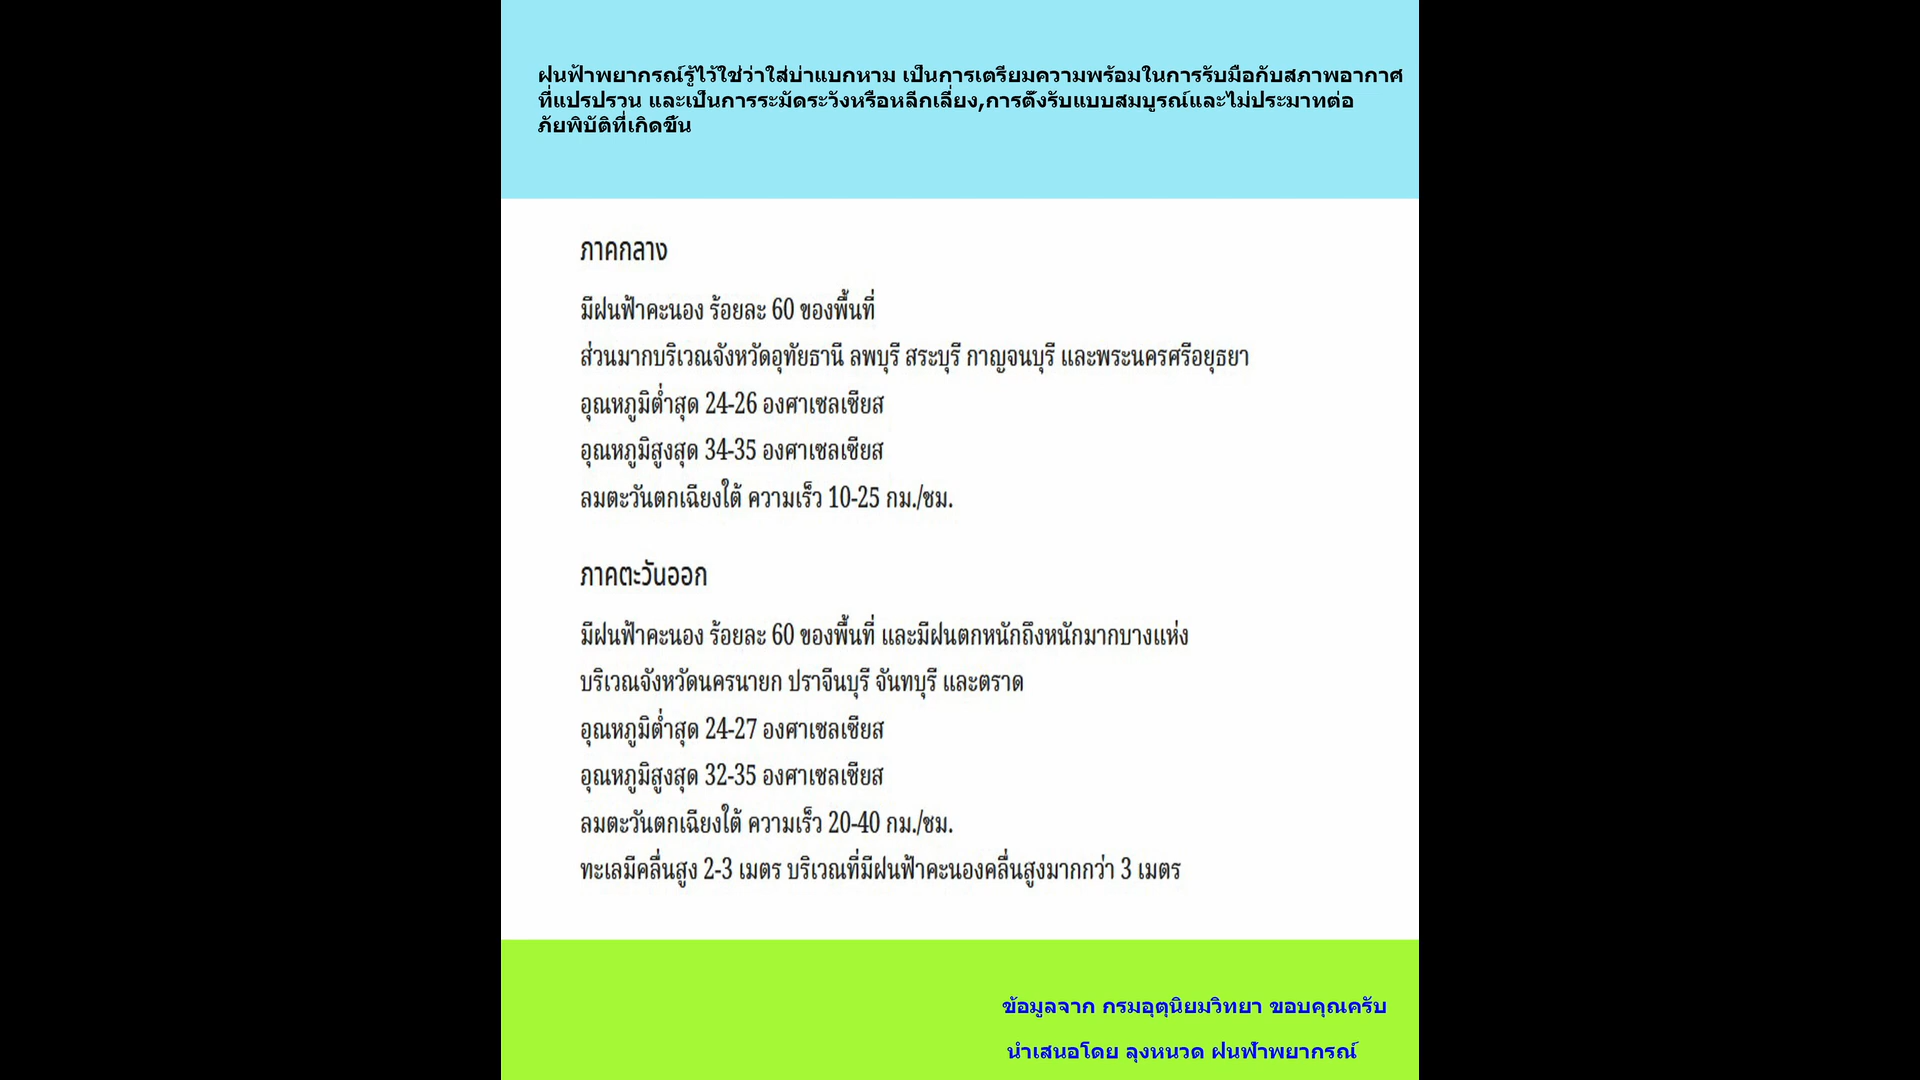 ฝนฟ้าพยากรณ์รู้ไว้ใช่ว่าใส่บ่าแบกหาม เป็นการเตรียมความพร้อมในการรับมือกับสภาพอากาศ
ที่แปรปรวน และเป็นการระมัดระวังหรือหลีกเลี่ยง,การตั้งรับแบบสมบูรณ์และไม่ประมาทต่อ
ภัยพิบัติที่เกิดขึ้น
ภาคกลาง
มีฝนฟ้าคะนอง ร้อยละ 60 ของพื้นที่
ส่วนมากบริเวณจังหวัดอุทัยธานี ลพบุรี สระบุรี กาญจนบุรี และพระนครศรีอยุธยา
อุณหภูมิต่ำสุด 24-26 องศาเซลเซียส
อุณหภูมิสูงสุด 34-35 องศาเซลเซียส
ลมตะวันตกเฉียงใต้ ความเร็ว 10-25 กม./ชม.
ภาคตะวันออก
มีฝนฟ้าคะนอง ร้อยละ 60 ของพื้นที่ และมีฝนตกหนักถึงหนักมากบางแห่ง
บริเวณจังหวัดนครนายก ปราจีนบุรี จันทบุรี และตราด
อุณหภูมิต่ำสุด 24-27 องศาเซลเซียส
อุณหภูมิสูงสุด 32-35 องศาเซลเซียส
ลมตะวันตกเฉียงใต้ ความเร็ว 20-40 กม./ชม.
ทะเลมีคลื่นสูง 2-3 เมตร บริเวณที่มีฝนฟ้าคะนองคลื่นสูงมากกว่า 3 เมตร
ข้อมูลจาก กรมอุตุนิยมวิทยา ขอบคุณครับ
นำเสนอโดย ลุงหนวด ฝนฟ้าพยากรณ์